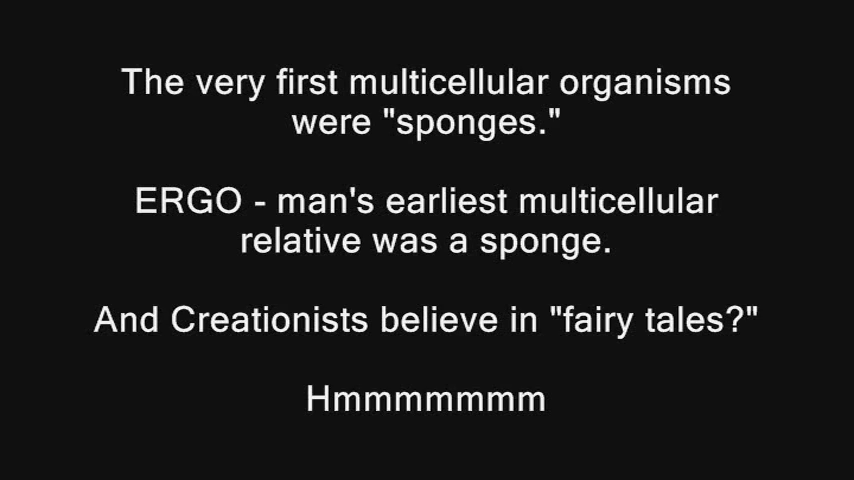 The very first multicellular organisms
were "sponges."
ERGO - man's earliest multicellular
relative was a sponge.
And Creationists believe in "fairy tales?"
Hmmmmmmm